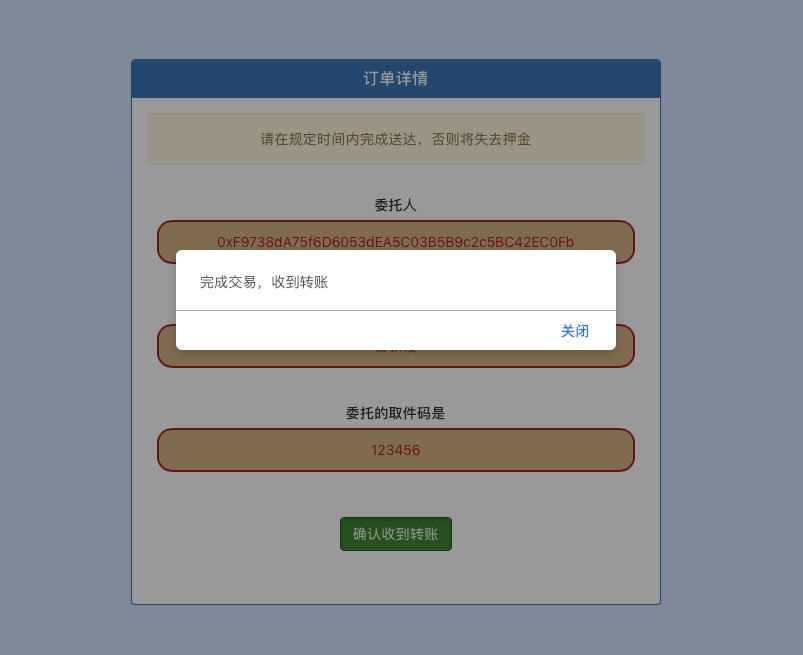 订单详情
请在规定时间内完成送达，否则将失去押金
委托人
0xF9738dA75f6D6053dEA5C03B5B9c2c5BC42EC0Fb
完成交易，收到转账
关闭
委托的取件码是
123456
确认收到转账